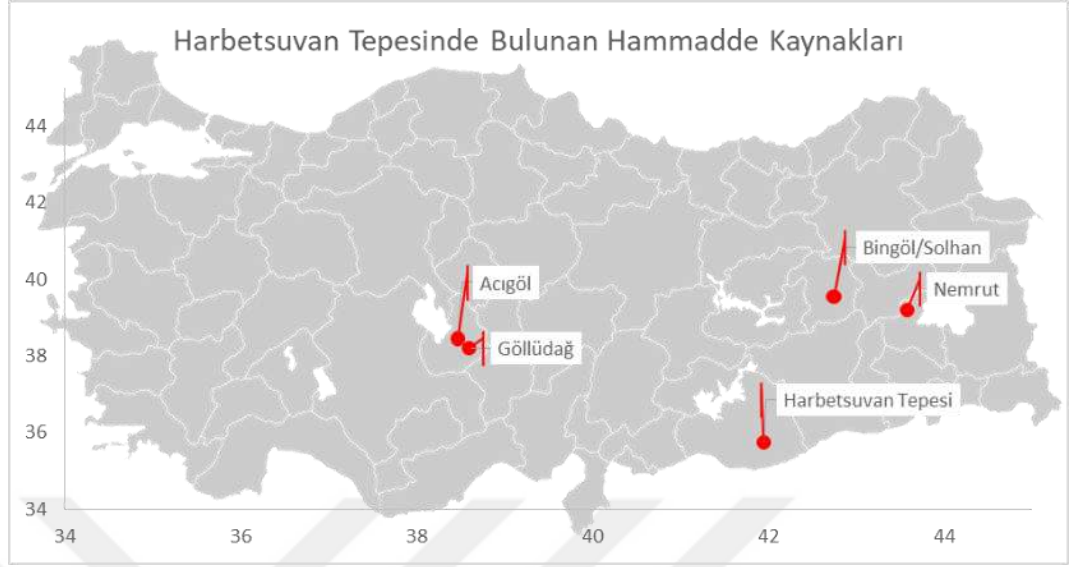 Harbetsuvan Tepesinde Bulunan Hammadde Kaynakları
44
42
40
38
36
34
Bingöl/Solhan
Acıgöl
Nemrut
Göllüdağ
Harbetsuvan Tepesi
34
36
38
40
42
44